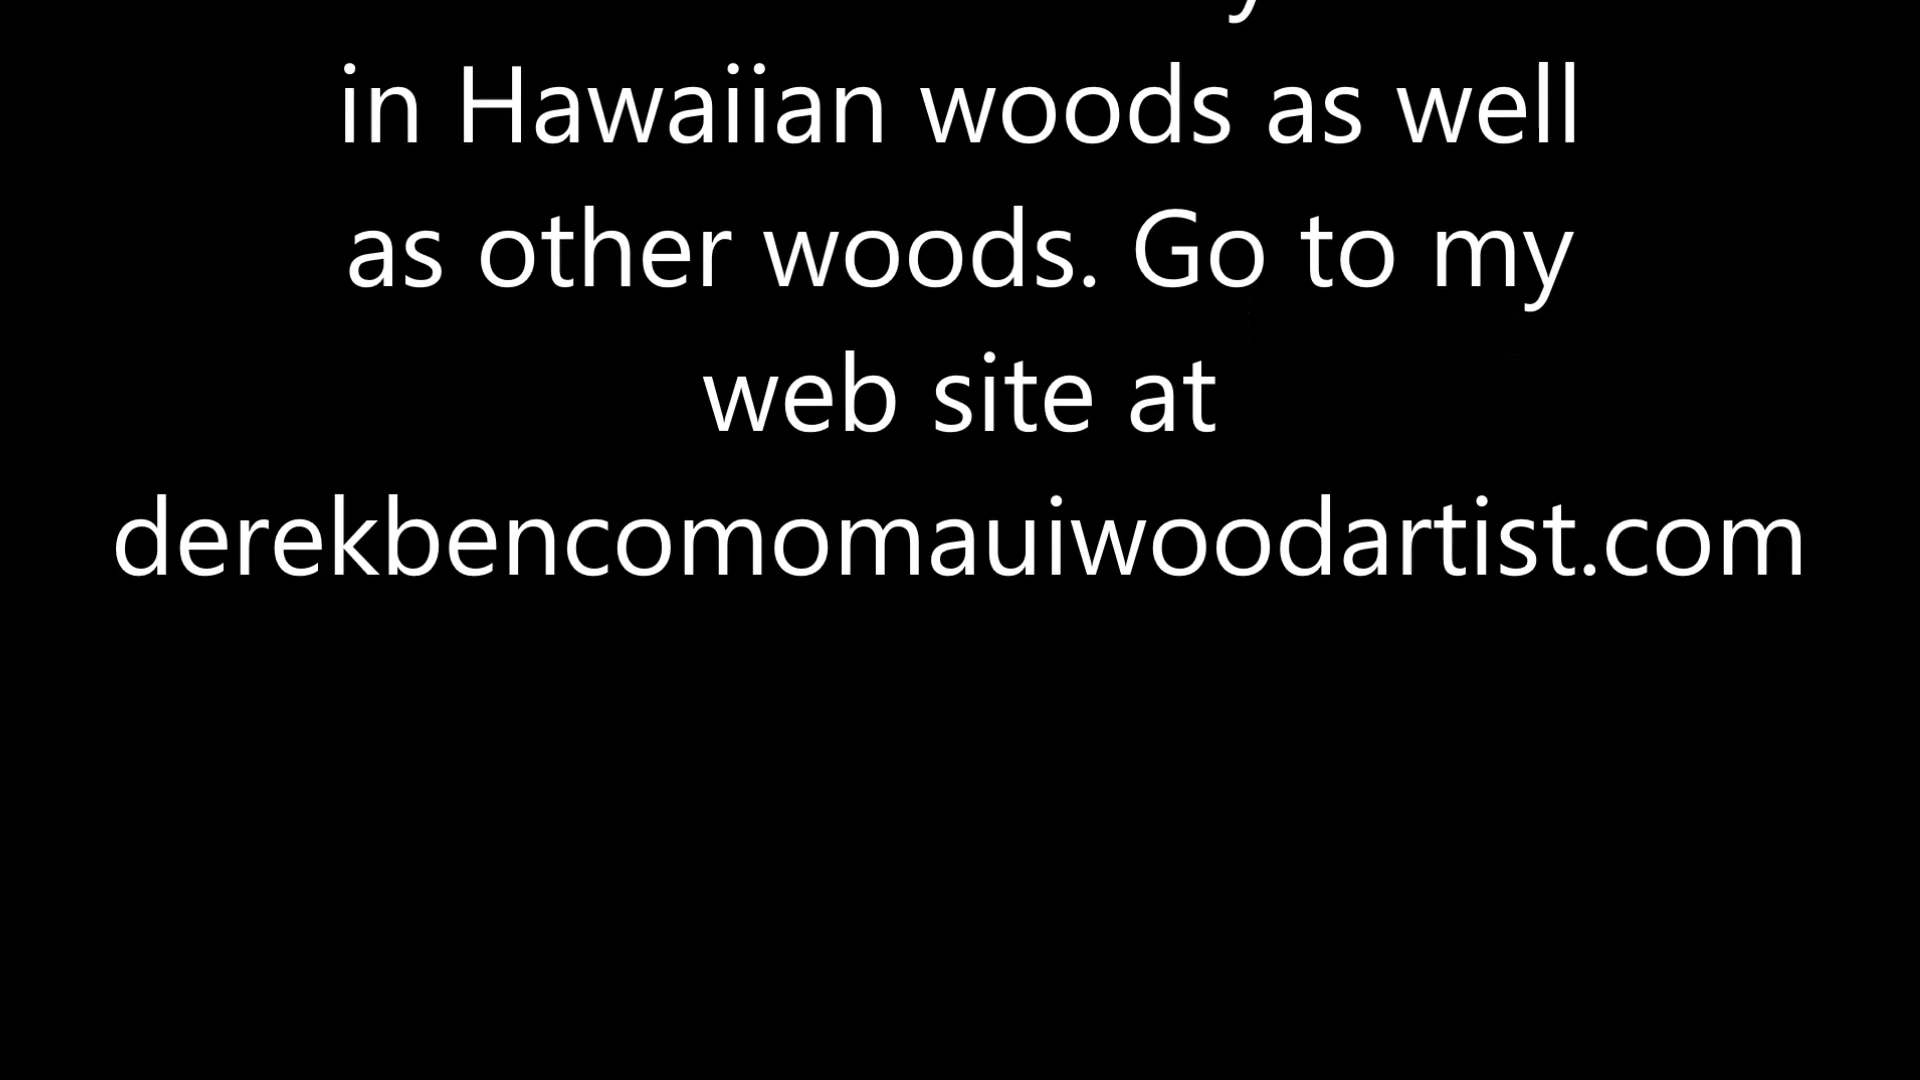 in Hawaiian woods as well
as other woods. Go to my
web site at
derekbencomomauiwoodartist.com